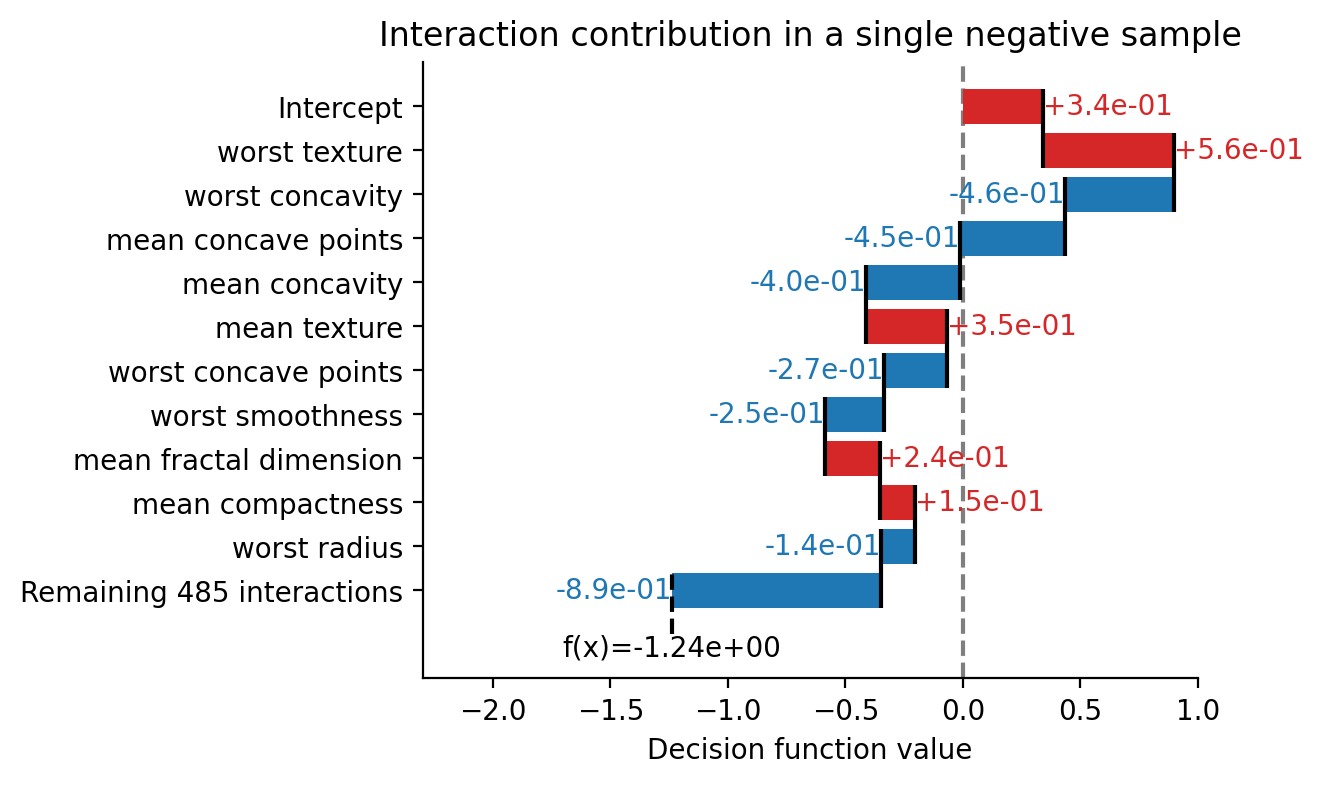 Interaction contribution in a single negative sample
Intercept +3.4e-01
worst texture +5.6e-01
worst concavity -4.6e-01
mean concave points -4.5e-01
mean concavity -4.0e-01
mean texture +3.5e-01
worst concave points -2.7e-01
worst smoothness -2.5e-01
mean fractal dimension +2.4e-01
mean compactness +1.5e-01
worst radius -1.4e-01
Remaining 485 interactions -8.9e-01
f(x)=-1.24e+00
−2.0 −1.5 −1.0 −0.5 0.0 0.5 1.0
Decision function value